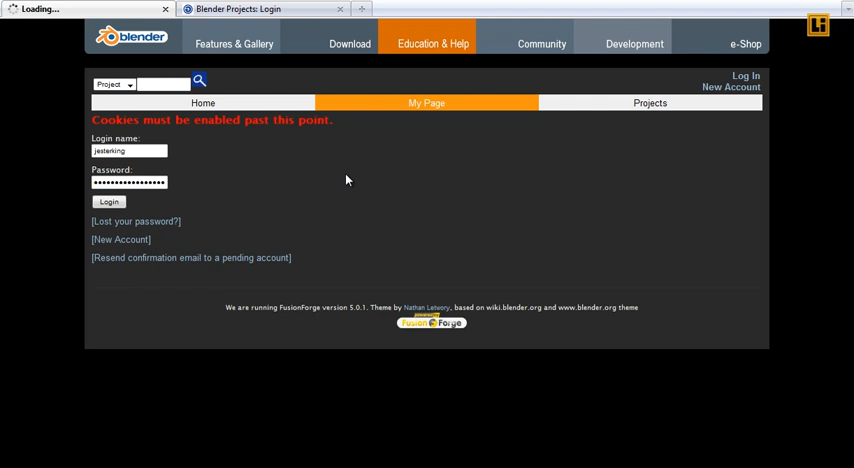 Loading...
Blender Projects: Login
blender
Features & Gallery
Download
Education & Help
Community
Development
e-Shop
Project
Log In
New Account
Home
My Page
Projects
Cookies must be enabled past this point.
Login name:
jesterking
Password:
Login
[Lost your password?]
[New Account]
[Resend confirmation email to a pending account]
We are running FusionForge version 5.0.1. Theme by Nathan Letwory, based on wiki.blender.org and www.blender.org theme
Fusion Forge